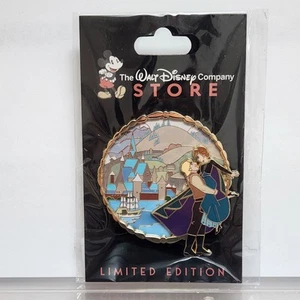 The WALT DISNEY Company
STORE
LIMITED EDITION